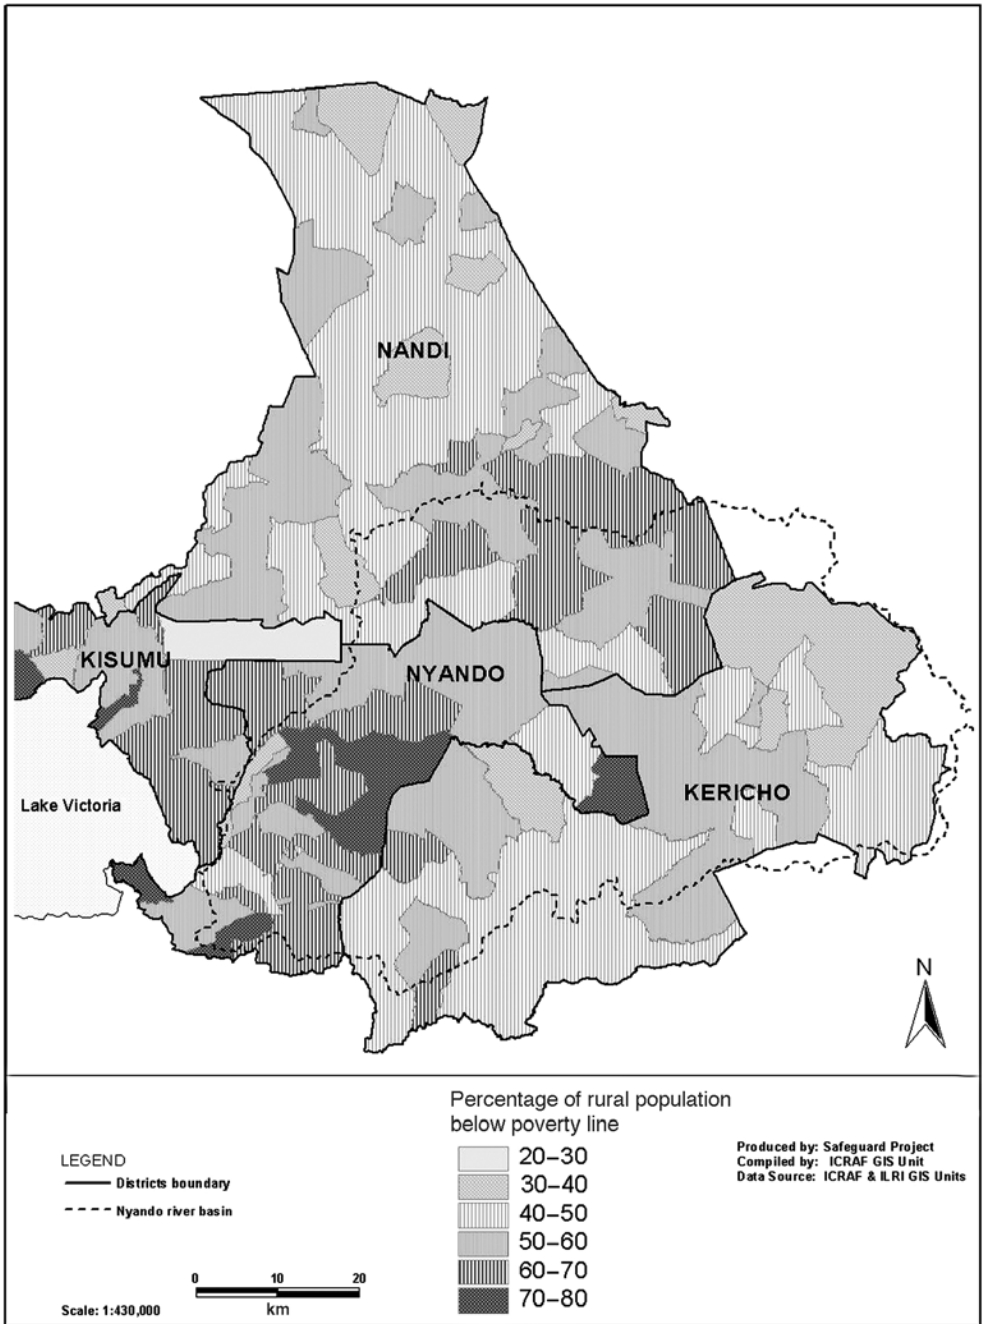 NANDI
KISUMU
NYANDO
KERICHO
Lake Victoria
N
Percentage of rural population
below poverty line
20–30
30–40
40–50
50–60
60–70
70–80
LEGEND
Districts boundary
Nyando river basin
0 10 20
km
Scale: 1:430,000
Produced by: Safeguard Project
Compiled by: ICRAF GIS Unit
Data Source: ICRAF & ILRI GIS Units